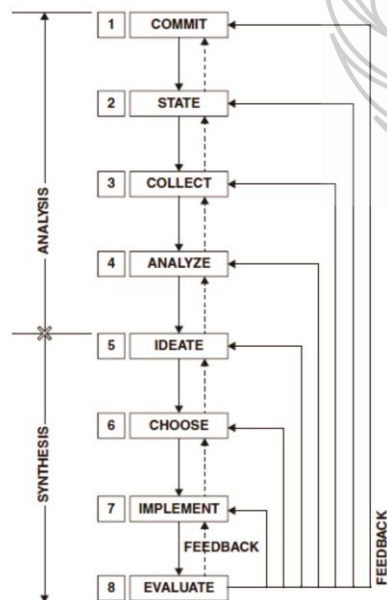 1 COMMIT
2 STATE
3 COLLECT
ANALYSIS
4 ANALYZE
5 IDEATE
6 CHOOSE
SYNTHESIS
7 IMPLEMENT
FEEDBACK
FEEDBACK
8 EVALUATE